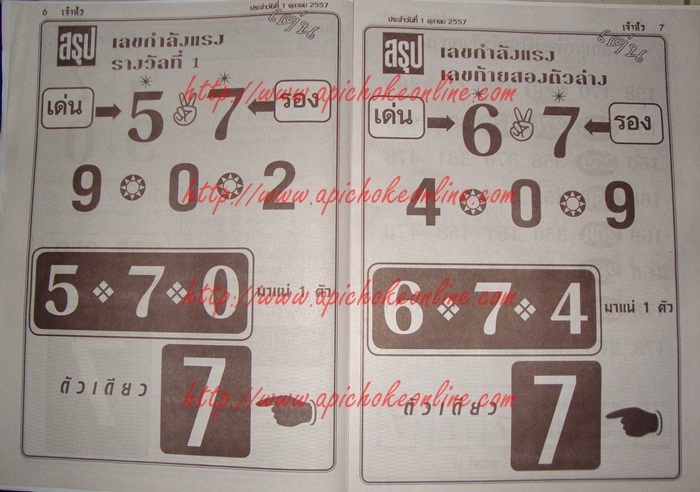 6 เจ้าสัว ประจำวันที่ 1 ตุลาคม 2557
เด่น
สรุป เลขกำลังแรง
รางวัลที่ 1
เด่น 5 7 รอง
9 0 2
5 7 0 มาแน่ 1 ตัว
ตัวเดียว 7
ประจำวันที่ 1 ตุลาคม 2557 เจ้าสัว 7
เด่น
สรุป เลขกำลังแรง
เลขท้ายสองตัวล่าง
เด่น 6 7 รอง
4 0 9
6 7 4 มาแน่ 1 ตัว
ตัวเดียว 7
http://www.apichokeonline.com
http://www.apichokeonline.com
http://www.apichokeonline.com
http://www.apichokeonline.com